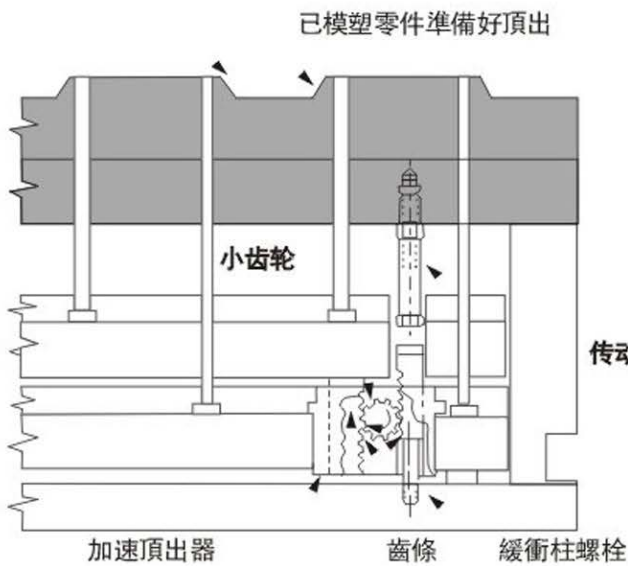 已模塑零件準備好頂出
小齿轮
传动
加速頂出器
齒條
緩衝柱螺栓